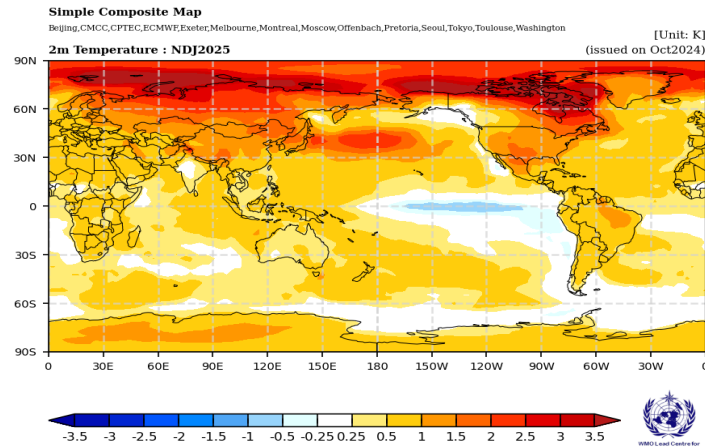 Simple Composite Map
Beijing,CMCC,CPTEC,ECMWF,Exeter,Melbourne,Montreal,Moscow,Offenbach,Pretoria,Seoul,Tokyo,Toulouse,Washington
[Unit: K]
2m Temperature : NDJ2025
(issued on Oct2024)
90N
60N
30N
0
30S
60S
90S
0 30E 60E 90E 120E 150E 180 150W 120W 90W 60W 30W 0
-3.5 -3 -2.5 -2 -1.5 -1 -0.5 -0.25 0.25 0.5 1 1.5 2 2.5 3 3.5
WMO Lead Centre for